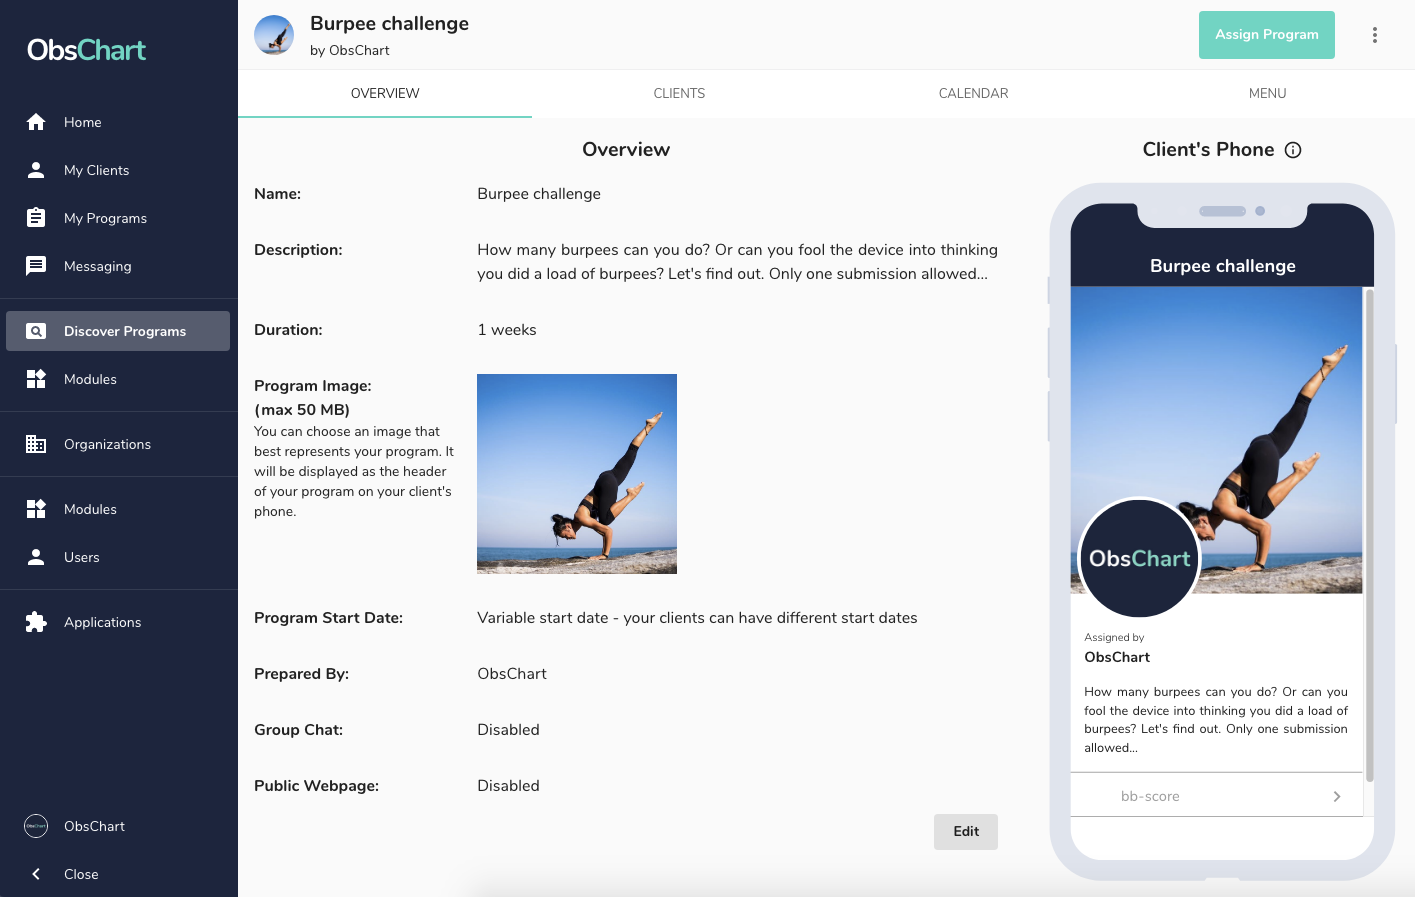 ObsChart
Home
My Clients
My Programs
Messaging
Discover Programs
Modules
Organizations
Modules
Users
Applications
ObsChart
Close
Burpee challenge
by ObsChart
Assign Program
OVERVIEW
CLIENTS
CALENDAR
MENU
Overview
Name:
Burpee challenge
Description:
How many burpees can you do? Or can you fool the device into thinking
you did a load of burpees? Let's find out. Only one submission allowed...
Duration:
1 weeks
Program Image:
(max 50 MB)
You can choose an image that
best represents your program. It
will be displayed as the header
of your program on your client's
phone.
Program Start Date:
Variable start date - your clients can have different start dates
Prepared By:
ObsChart
Group Chat:
Disabled
Public Webpage:
Disabled
Edit
Client's Phone
Burpee challenge
ObsChart
Assigned by
ObsChart
How many burpees can you do? Or can you
fool the device into thinking you did a load of
burpees? Let's find out. Only one submission
allowed...
bb-score